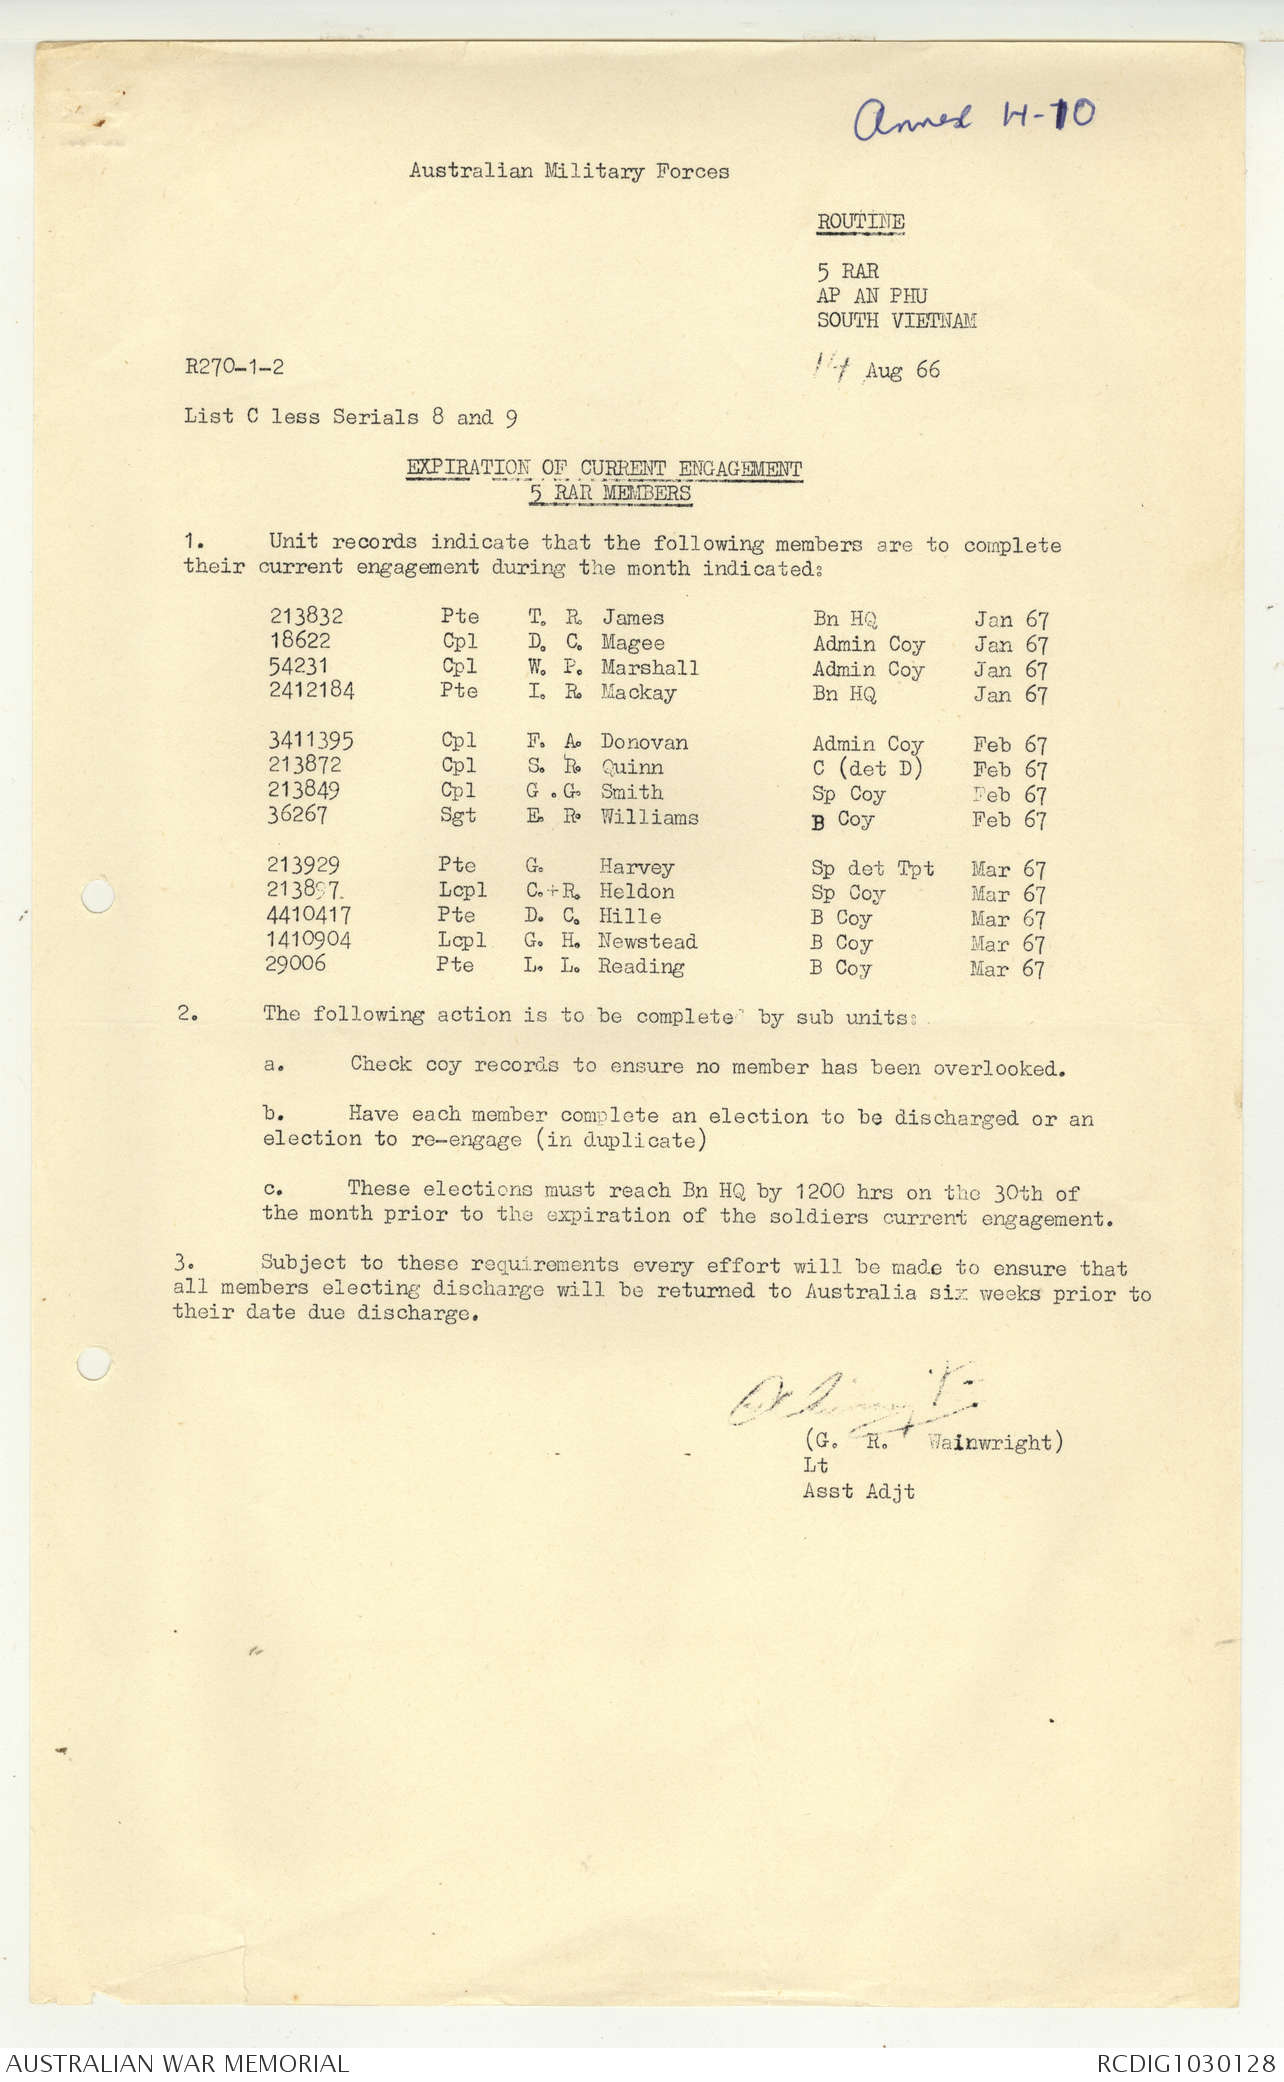 Annex H-10
Australian Military Forces
ROUTINE
5 RAR
AP AN PHU
SOUTH VIETNAM
R270-1-2
14 Aug 66
List C less Serials 8 and 9
EXPIRATION OF CURRENT ENGAGEMENT
5 RAR MEMBERS
1. Unit records indicate that the following members are to complete
their current engagement during the month indicated:
213832 Pte T. R. James Bn HQ Jan 67
18622 Cpl D. C. Magee Admin Coy Jan 67
54231 Cpl W. P. Marshall Admin Coy Jan 67
2412184 Pte I. R. Mackay Bn HQ Jan 67
3411395 Cpl F. A. Donovan Admin Coy Feb 67
213872 Cpl S. R. Quinn C (det D) Feb 67
213849 Cpl G .G. Smith Sp Coy Feb 67
36267 Sgt E. R. Williams B Coy Feb 67
213929 Pte G. Harvey Sp det Tpt Mar 67
213897 Lcpl C.+R. Heldon Sp Coy Mar 67
4410417 Pte D. C. Hille B Coy Mar 67
1410904 Lcpl G. H. Newstead B Coy Mar 67
29006 Pte L. L. Reading B Coy Mar 67
2. The following action is to be complete by sub units:
a. Check coy records to ensure no member has been overlooked.
b. Have each member complete an election to be discharged or an
election to re-engage (in duplicate)
c. These elections must reach Bn HQ by 1200 hrs on the 30th of
the month prior to the expiration of the soldiers current engagement.
3. Subject to these requirements every effort will be made to ensure that
all members electing discharge will be returned to Australia six weeks prior to
their date due discharge.
(G. R. Wainwright)
Lt
Asst Adjt
AUSTRALIAN WAR MEMORIAL
RCDIG1030128